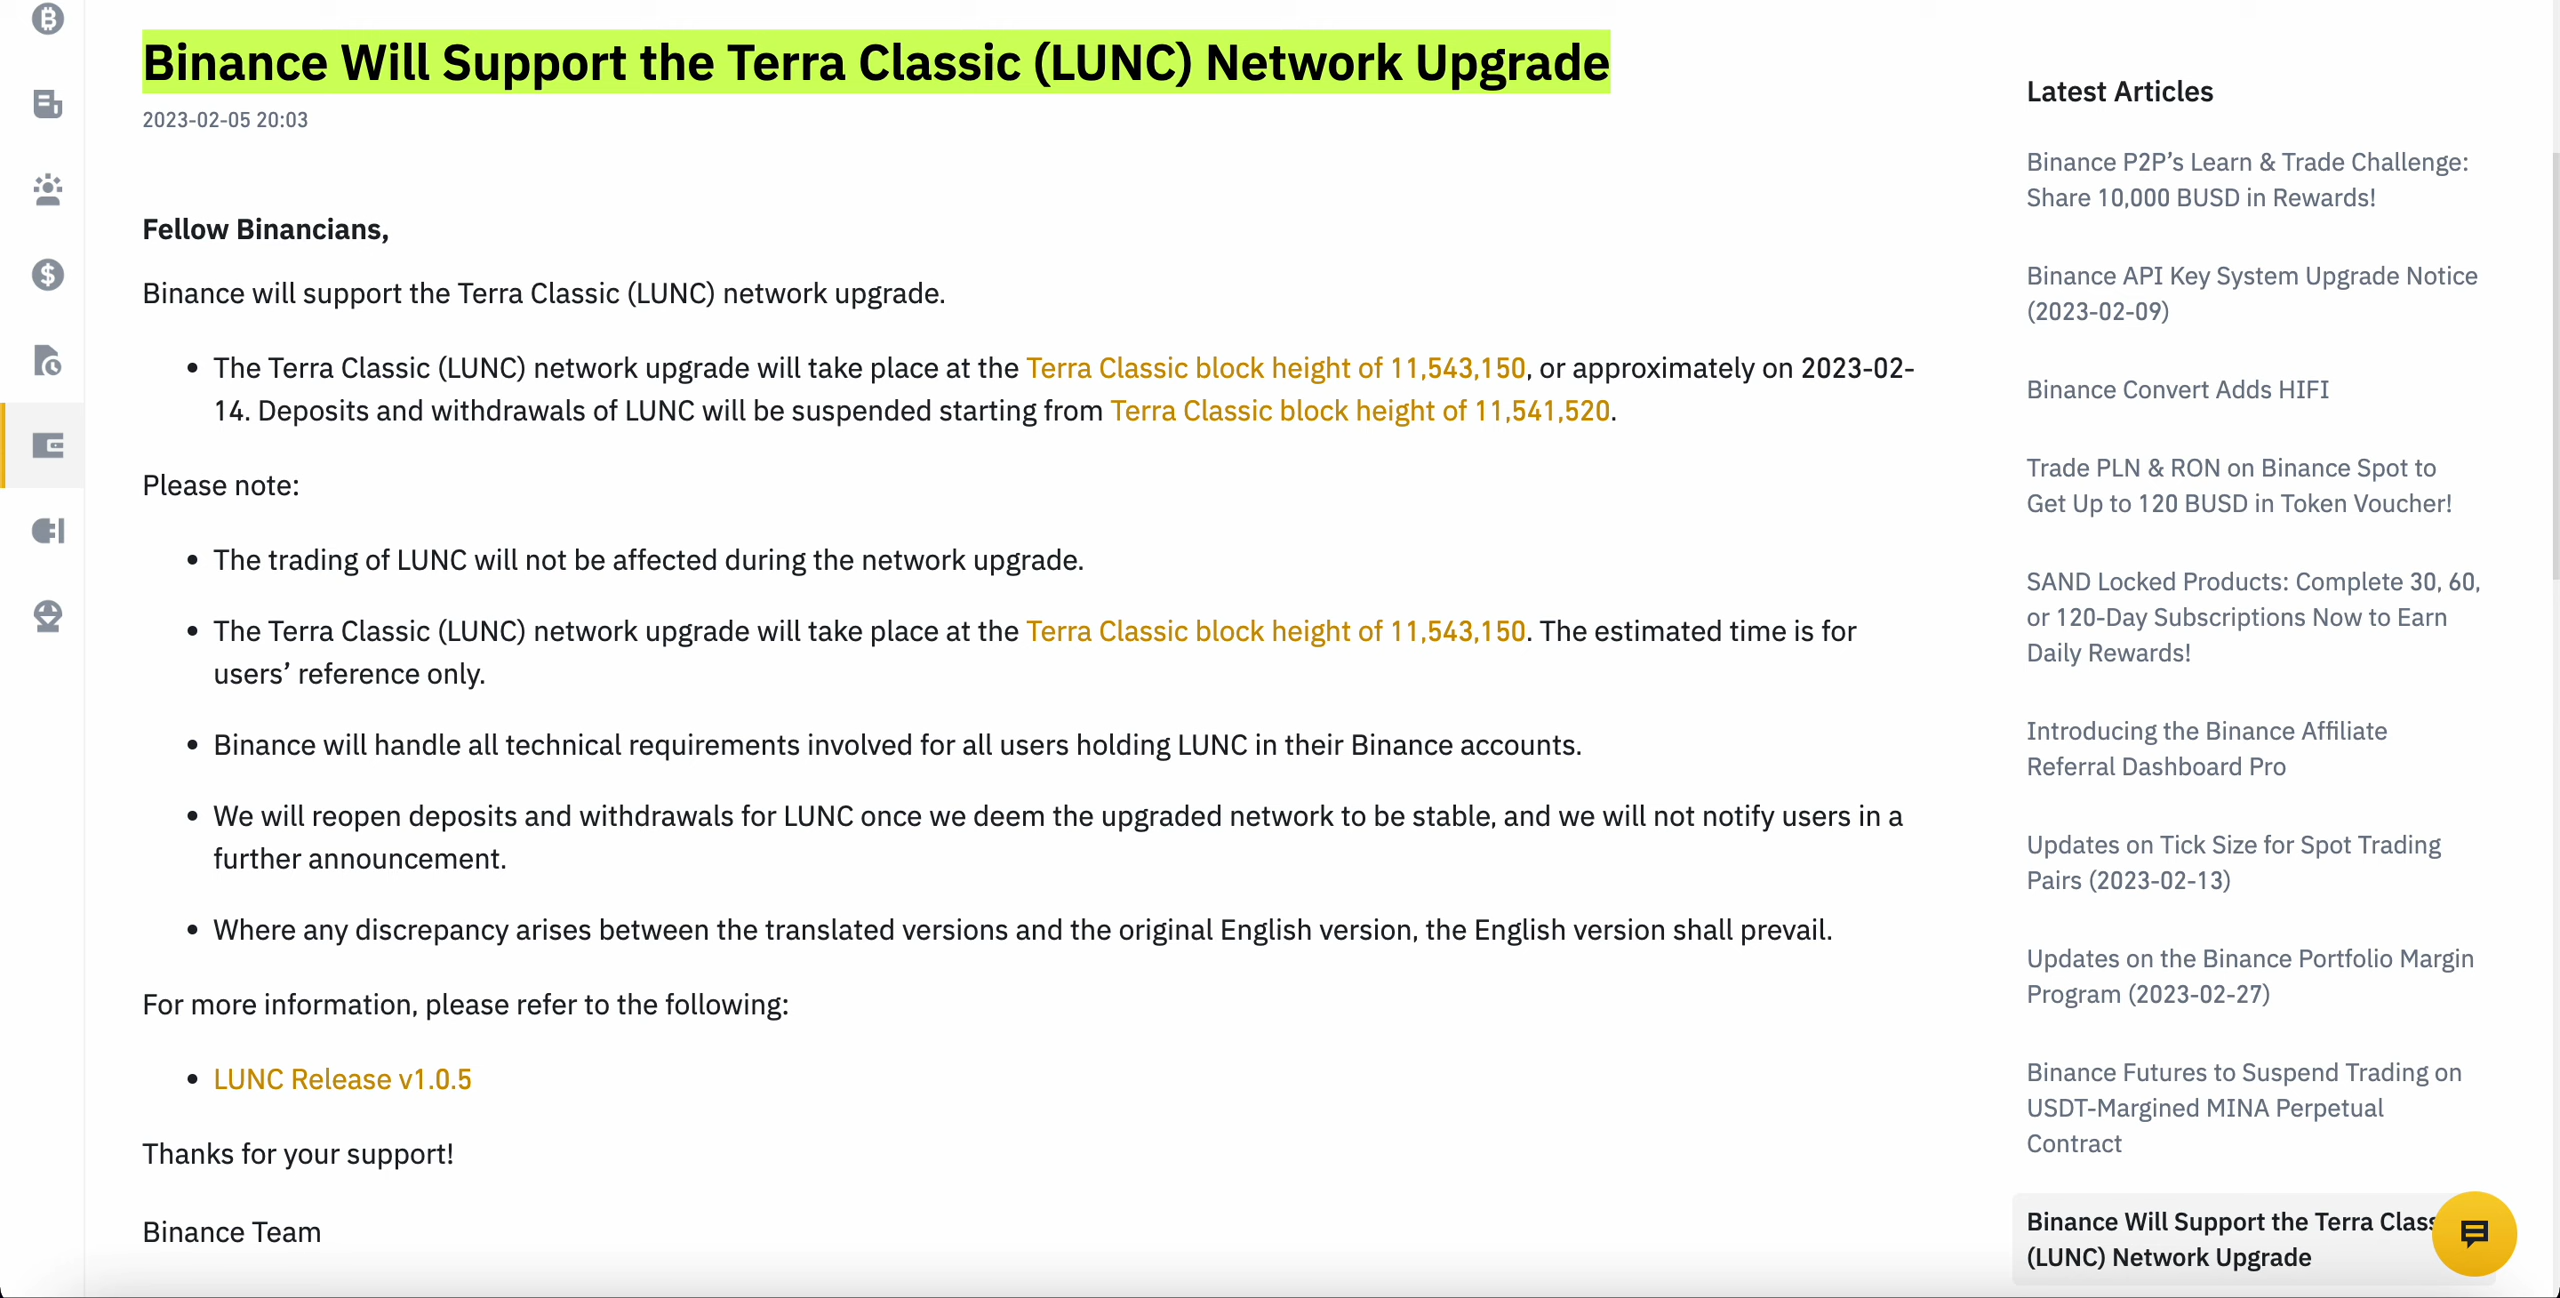 Binance Will Support the Terra Classic (LUNC) Network Upgrade
2023-02-05 20:03
Fellow Binancians,
Binance will support the Terra Classic (LUNC) network upgrade.
• The Terra Classic (LUNC) network upgrade will take place at the Terra Classic block height of 11,543,150, or approximately on 2023-02-
14. Deposits and withdrawals of LUNC will be suspended starting from Terra Classic block height of 11,541,520.
Please note:
• The trading of LUNC will not be affected during the network upgrade.
• The Terra Classic (LUNC) network upgrade will take place at the Terra Classic block height of 11,543,150. The estimated time is for
users’ reference only.
• Binance will handle all technical requirements involved for all users holding LUNC in their Binance accounts.
• We will reopen deposits and withdrawals for LUNC once we deem the upgraded network to be stable, and we will not notify users in a
further announcement.
• Where any discrepancy arises between the translated versions and the original English version, the English version shall prevail.
For more information, please refer to the following:
• LUNC Release v1.0.5
Thanks for your support!
Binance Team
Latest Articles
Binance P2P’s Learn & Trade Challenge:
Share 10,000 BUSD in Rewards!
Binance API Key System Upgrade Notice
(2023-02-09)
Binance Convert Adds HIFI
Trade PLN & RON on Binance Spot to
Get Up to 120 BUSD in Token Voucher!
SAND Locked Products: Complete 30, 60,
or 120-Day Subscriptions Now to Earn
Daily Rewards!
Introducing the Binance Affiliate
Referral Dashboard Pro
Updates on Tick Size for Spot Trading
Pairs (2023-02-13)
Updates on the Binance Portfolio Margin
Program (2023-02-27)
Binance Futures to Suspend Trading on
USDT-Margined MINA Perpetual
Contract
Binance Will Support the Terra Clas
(LUNC) Network Upgrade